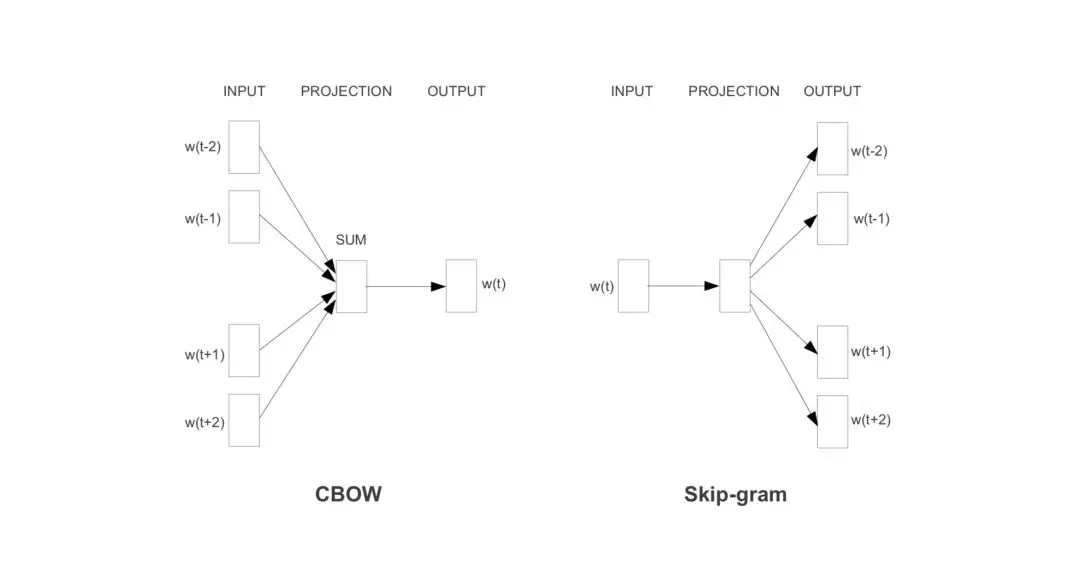 INPUT PROJECTION OUTPUT
w(t-2)
w(t-1)
SUM
w(t)
w(t+1)
w(t+2)
CBOW
INPUT PROJECTION OUTPUT
w(t-2)
w(t-1)
w(t)
w(t+1)
w(t+2)
Skip-gram